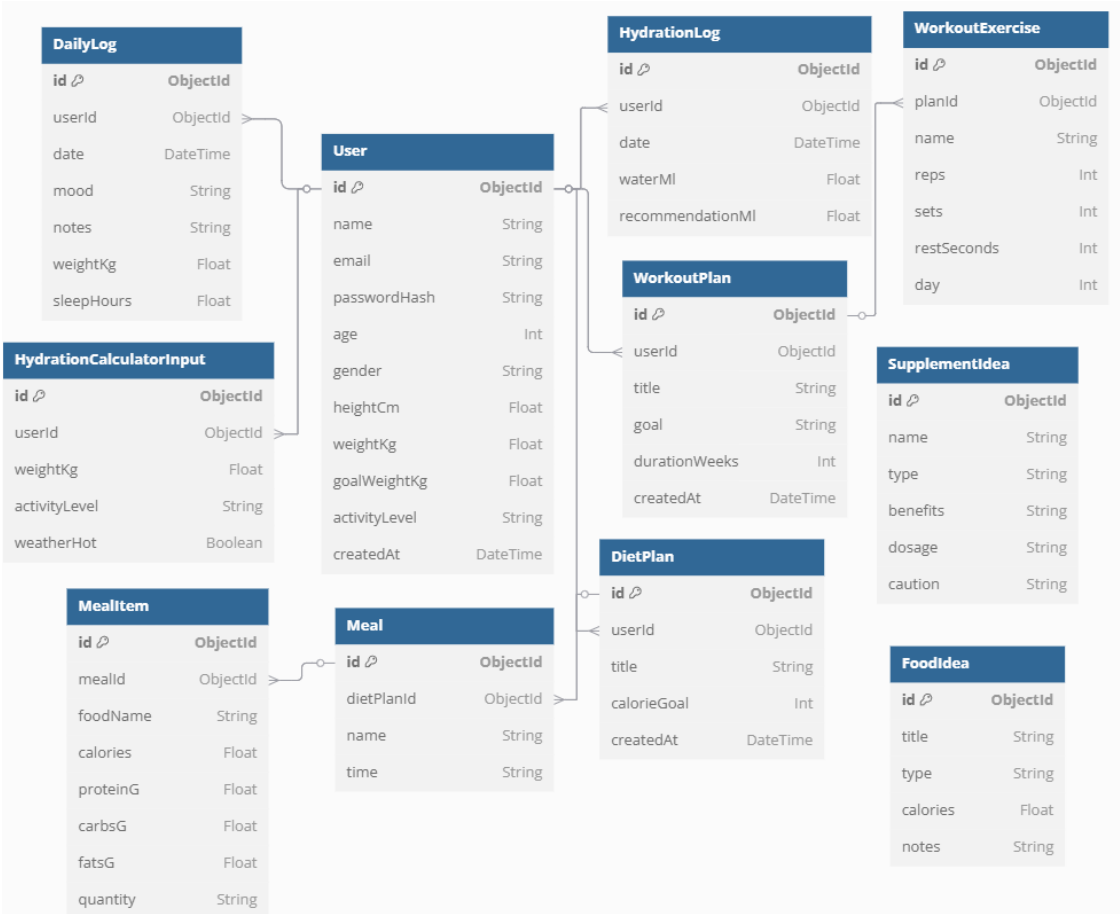 DailyLog
id ObjectId
userId ObjectId
date DateTime
mood String
notes String
weightKg Float
sleepHours Float
HydrationCalculatorInput
id ObjectId
userId ObjectId
weightKg Float
activityLevel String
weatherHot Boolean
MealItem
id ObjectId
mealId ObjectId
foodName String
calories Float
proteinG Float
carbsG Float
fatsG Float
quantity String
User
id ObjectId
name String
email String
passwordHash String
age Int
gender String
heightCm Float
weightKg Float
goalWeightKg Float
activityLevel String
createdAt DateTime
Meal
id ObjectId
dietPlanId ObjectId
name String
time String
HydrationLog
id ObjectId
userId ObjectId
date DateTime
waterMl Float
recommendationMl Float
WorkoutPlan
id ObjectId
userId ObjectId
title String
goal String
durationWeeks Int
createdAt DateTime
DietPlan
id ObjectId
userId ObjectId
title String
calorieGoal Int
createdAt DateTime
WorkoutExercise
id ObjectId
planId ObjectId
name String
reps Int
sets Int
restSeconds Int
day Int
SupplementIdea
id ObjectId
name String
type String
benefits String
dosage String
caution String
FoodIdea
id ObjectId
title String
type String
calories Float
notes String